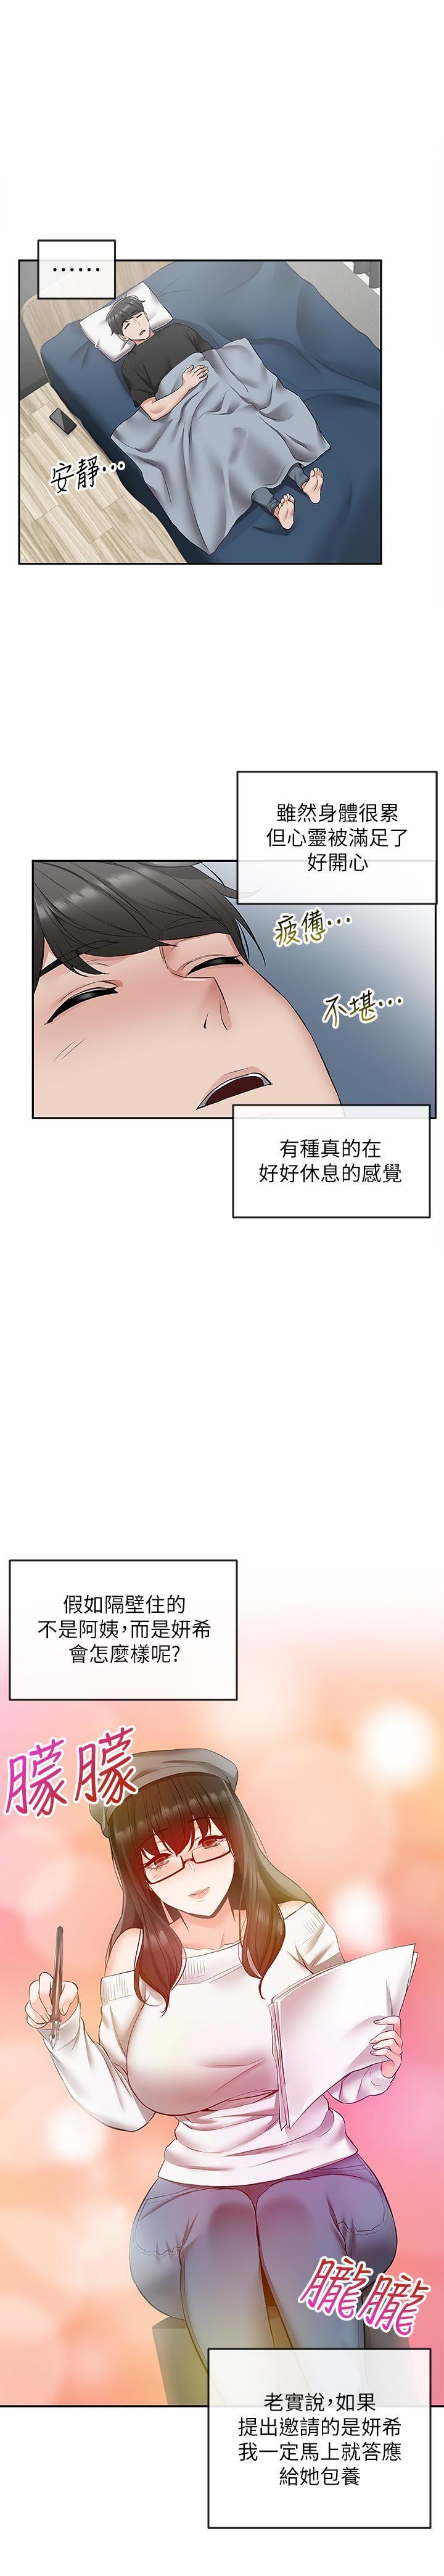 ......
安靜...
雖然身體很累
但心靈被滿足了
好開心
疲憊...
不堪...
有種真的在
好好休息的感覺
假如隔壁住的
不是阿姨,而是妍希
會怎麼樣呢?
朦朦
朧朧
老實說,如果
提出邀請的是妍希
我一定馬上就答應
給她包養